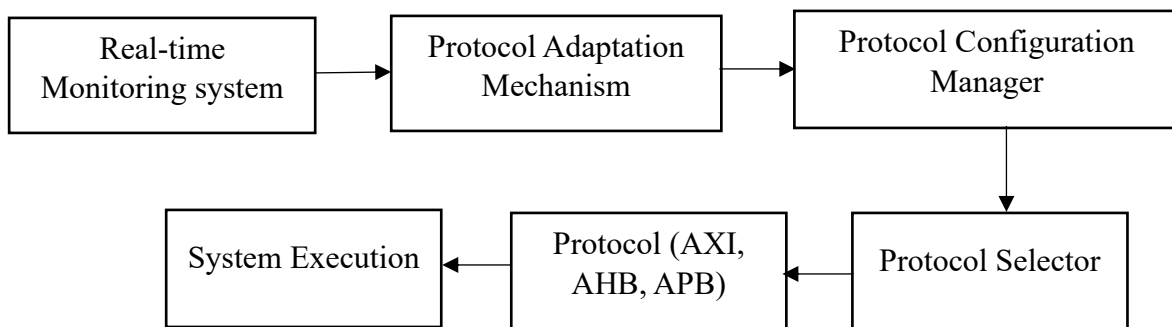 Real-time
Monitoring system
Protocol Adaptation
Mechanism
Protocol Configuration
Manager
System Execution
Protocol (AXI,
AHB, APB)
Protocol Selector